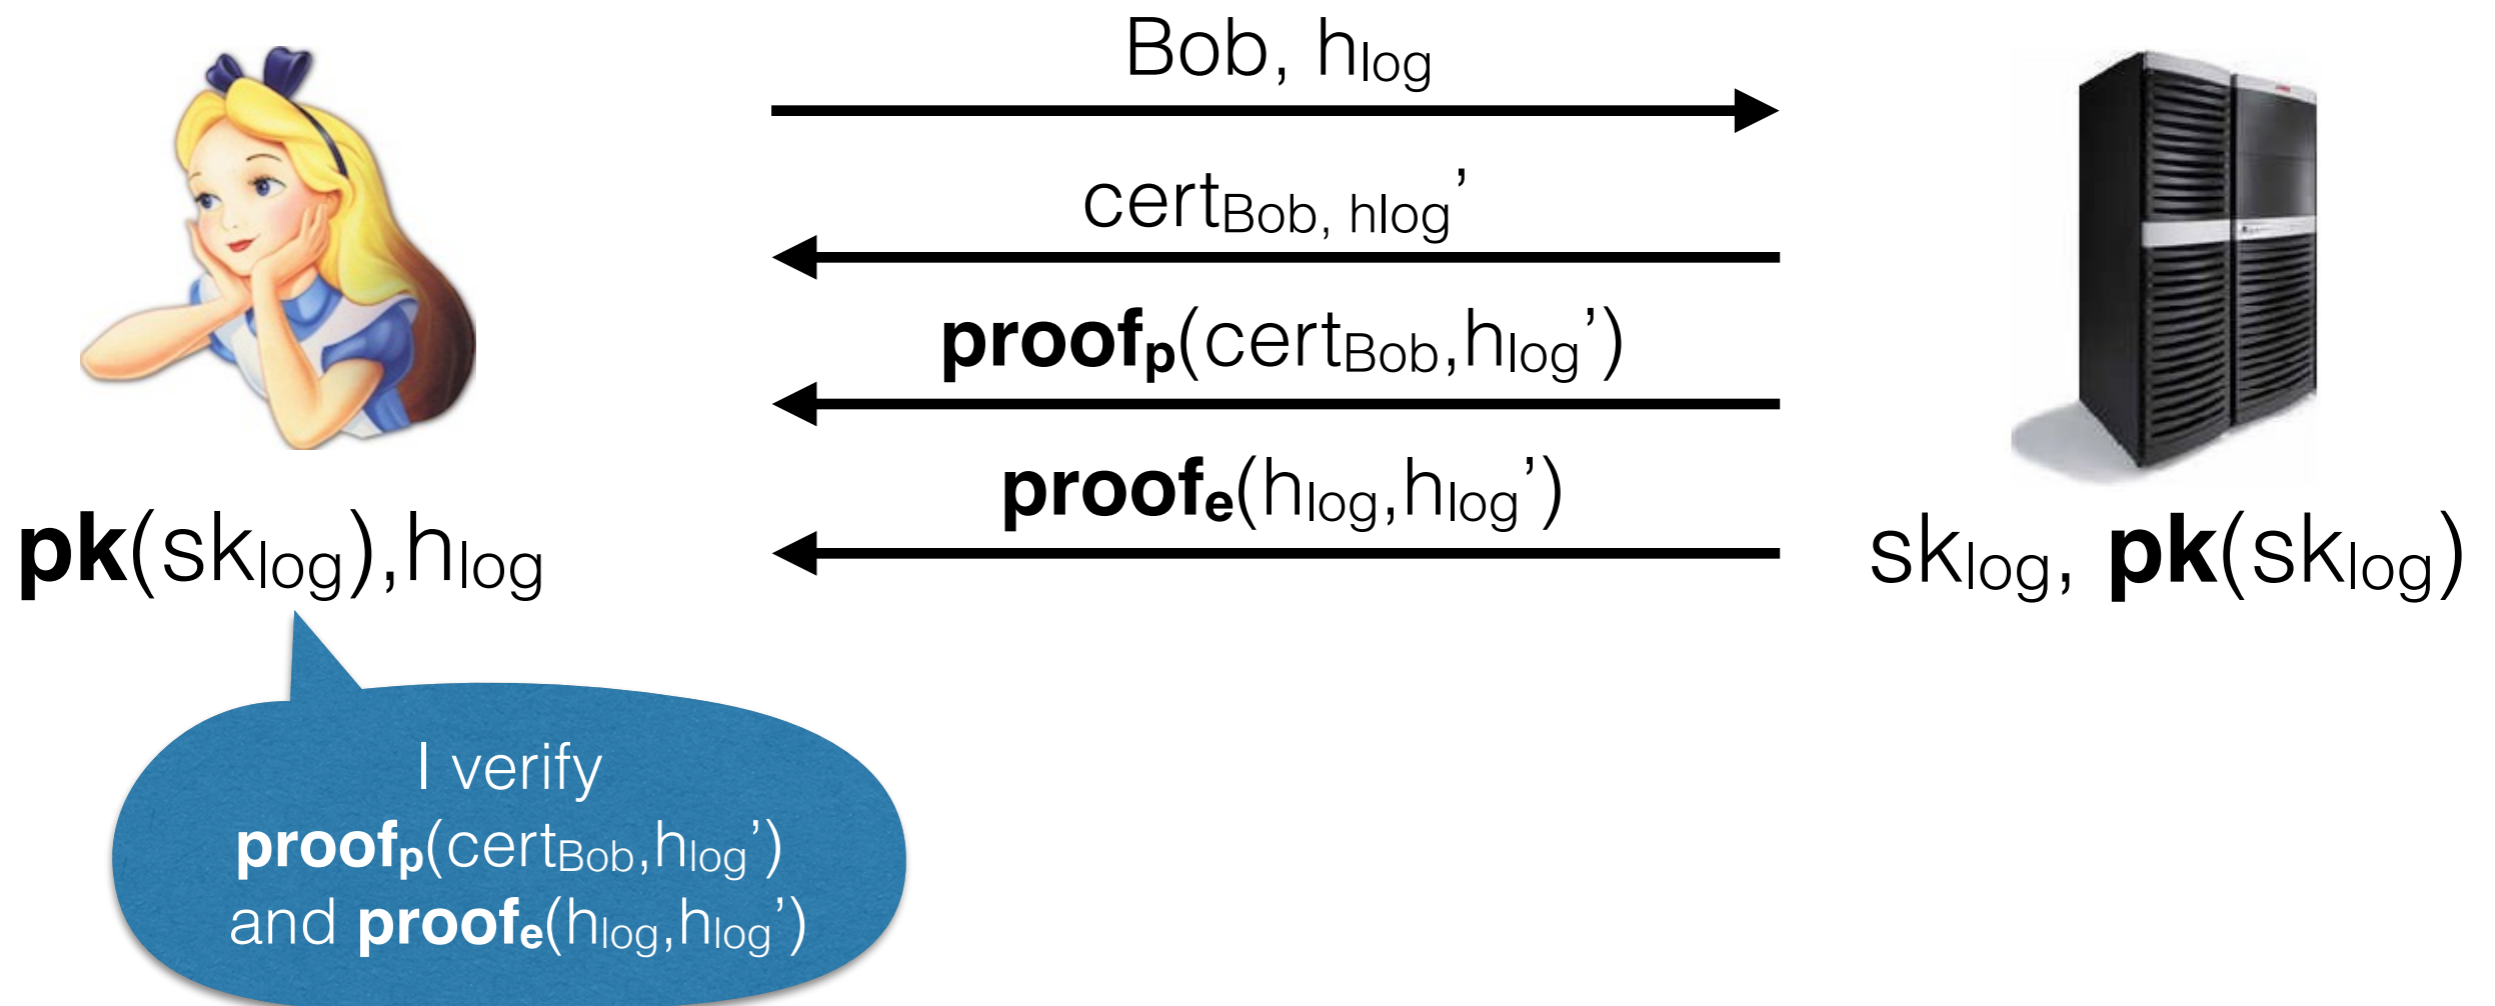 Bob, hlog
certBob, hlog’
proofp(certBob,hlog’)
proofe(hlog,hlog’)
pk(sklog),hlog
sklog, pk(sklog)
I verify
proofp(certBob,hlog’)
and proofe(hlog,hlog’)